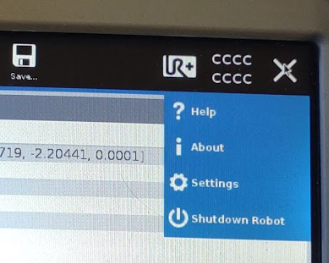 Save...
UR+
CCCC
CCCC
Help
719, -2.20441, 0.0001]
About
Settings
Shutdown Robot